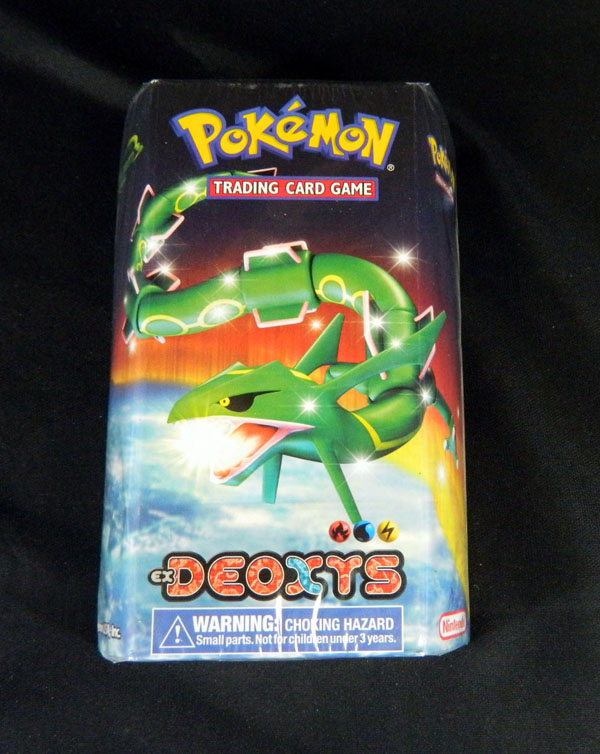 POKéMON®
TRADING CARD GAME
EX DEOXYS
WARNING: CHOKING HAZARD
Small parts. Not for children under 3 years.
Nintendo